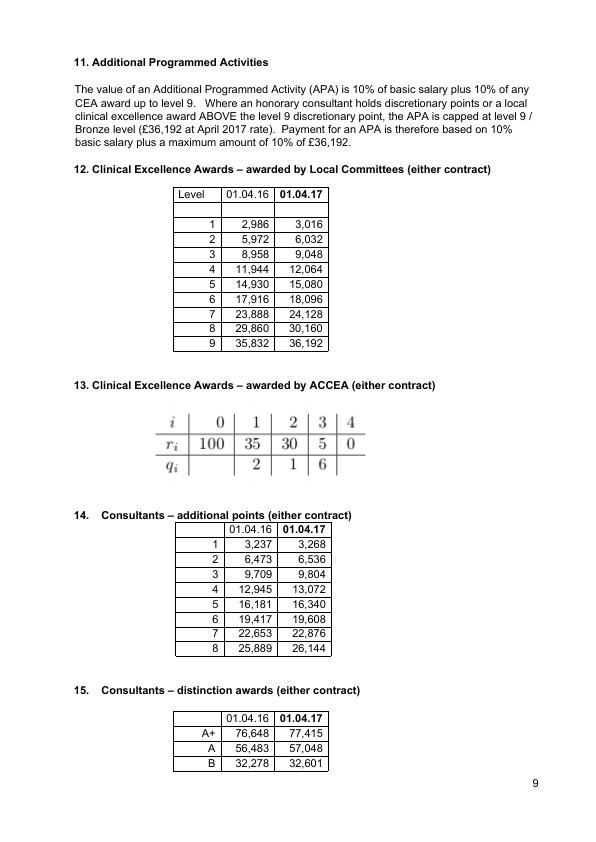 11. Additional Programmed Activities
The value of an Additional Programmed Activity (APA) is 10% of basic salary plus 10% of any
CEA award up to level 9. Where an honorary consultant holds discretionary points or a local
clinical excellence award ABOVE the level 9 discretionary point, the APA is capped at level 9 /
Bronze level (£36,192 at April 2017 rate). Payment for an APA is therefore based on 10%
basic salary plus a maximum amount of 10% of £36,192.
12. Clinical Excellence Awards – awarded by Local Committees (either contract)
Level 01.04.16 01.04.17
1 2,986 3,016
2 5,972 6,032
3 8,958 9,048
4 11,944 12,064
5 14,930 15,080
6 17,916 18,096
7 23,888 24,128
8 29,860 30,160
9 35,832 36,192
13. Clinical Excellence Awards – awarded by ACCEA (either contract)
i 0 1 2 3 4
r_i 100 35 30 5 0
q_i 2 1 6
14. Consultants – additional points (either contract)
01.04.16 01.04.17
1 3,237 3,268
2 6,473 6,536
3 9,709 9,804
4 12,945 13,072
5 16,181 16,340
6 19,417 19,608
7 22,653 22,876
8 25,889 26,144
15. Consultants – distinction awards (either contract)
01.04.16 01.04.17
A+ 76,648 77,415
A 56,483 57,048
B 32,278 32,601
9